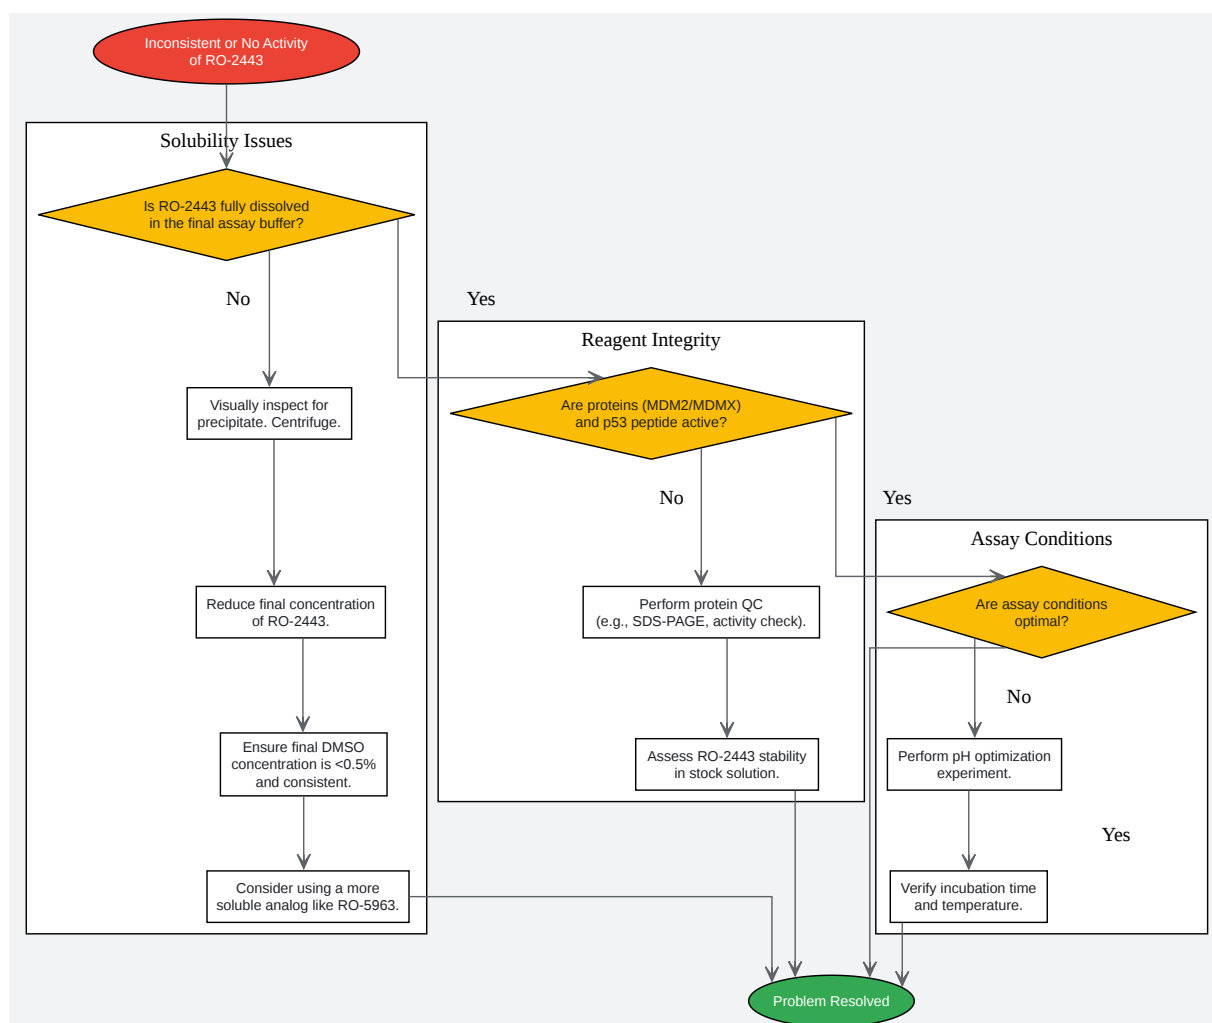 Inconsistent or No Activity
of RO-2443
Solubility Issues
Is RO-2443 fully dissolved
in the final assay buffer?
No
Yes
Visually inspect for
precipitate. Centrifuge.
Reduce final concentration
of RO-2443.
Ensure final DMSO
concentration is <0.5%
and consistent.
Consider using a more
soluble analog like RO-5963.
Reagent Integrity
Are proteins (MDM2/MDMX)
and p53 peptide active?
No
Yes
Perform protein QC
(e.g., SDS-PAGE, activity check).
Assess RO-2443 stability
in stock solution.
Assay Conditions
Are assay conditions
optimal?
No
Perform pH optimization
experiment.
Yes
Verify incubation time
and temperature.
Problem Resolved